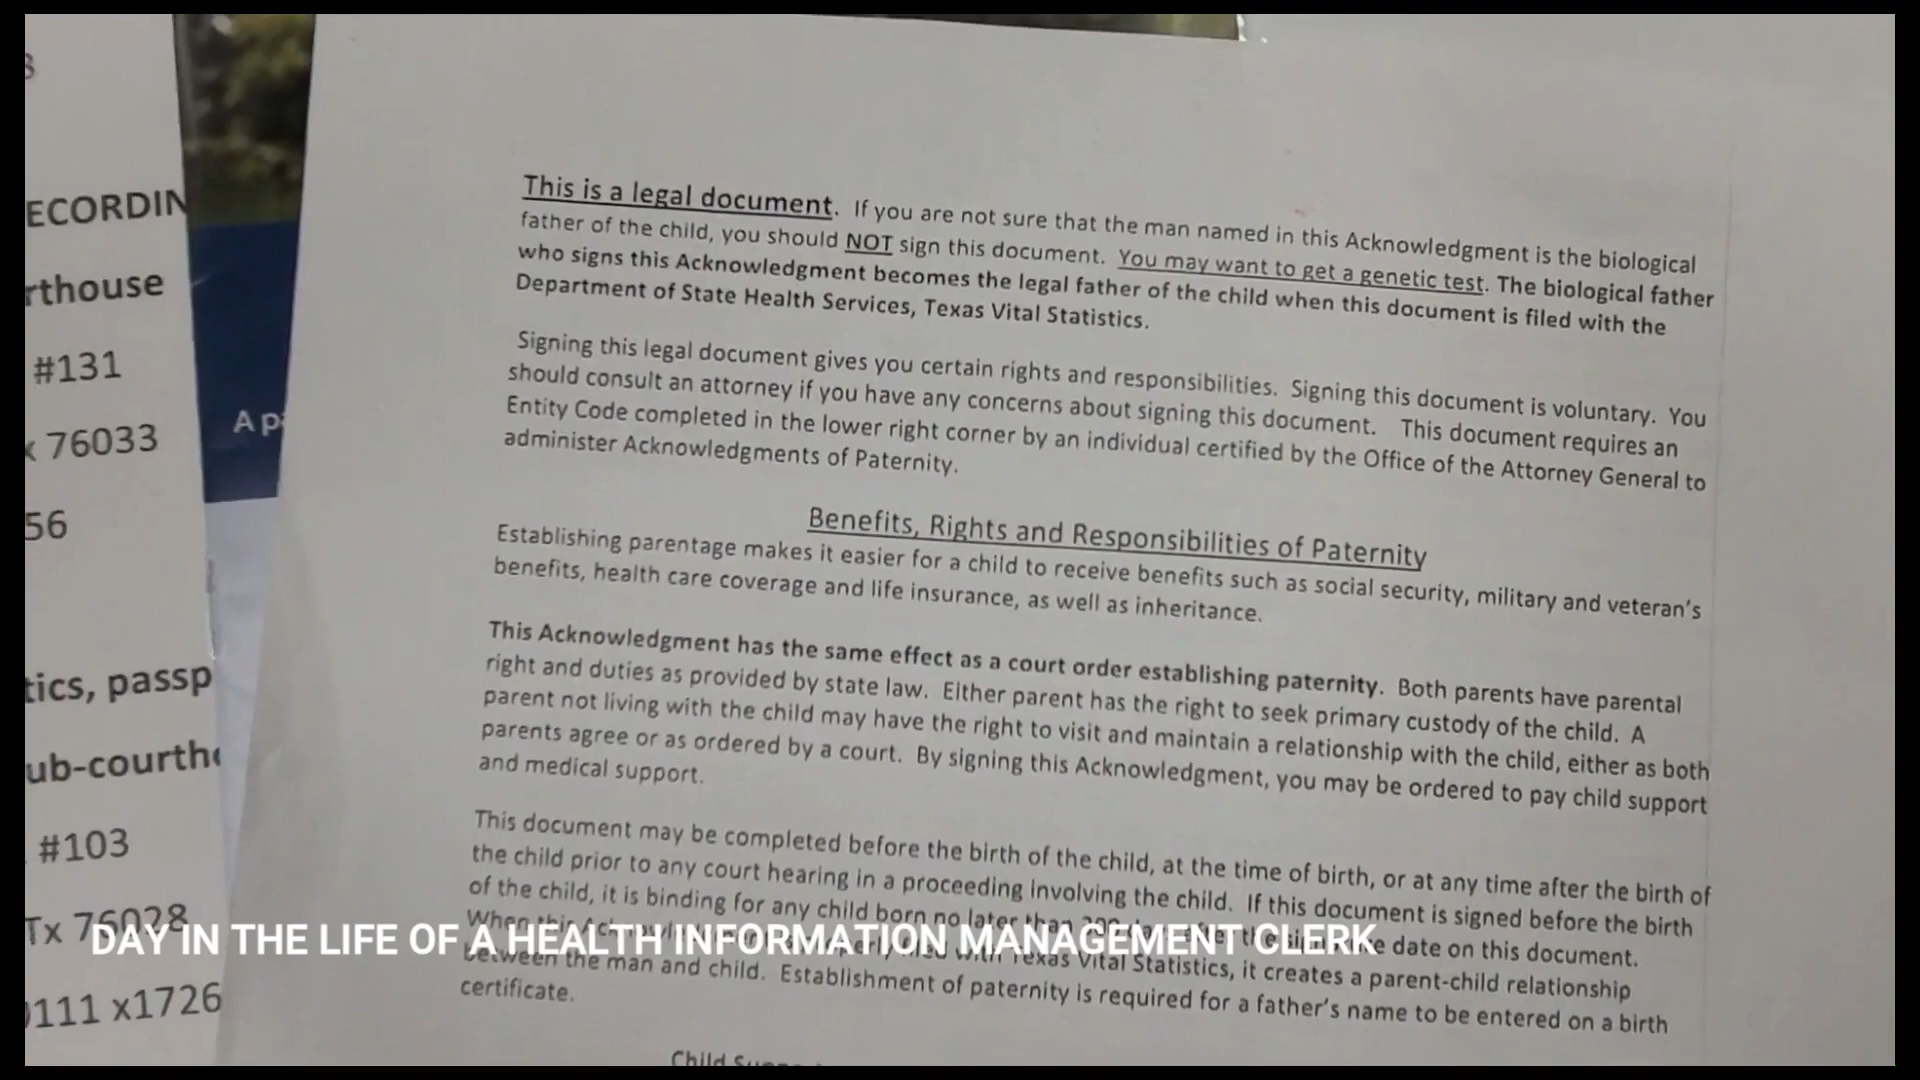 ECORDIN
rthouse
#131
76033
56
tics, passp
ub-courth
#103
Tx 76028
111 x1726
A p
This is a legal document. If you are not sure that the man named in this Acknowledgment is the biological
father of the child, you should NOT sign this document. You may want to get a genetic test. The biological father
who signs this Acknowledgment becomes the legal father of the child when this document is filed with the
Department of State Health Services, Texas Vital Statistics.
Signing this legal document gives you certain rights and responsibilities. Signing this document is voluntary. You
should consult an attorney if you have any concerns about signing this document. This document requires an
Entity Code completed in the lower right corner by an individual certified by the Office of the Attorney General to
administer Acknowledgments of Paternity.
Benefits, Rights and Responsibilities of Paternity
Establishing parentage makes it easier for a child to receive benefits such as social security, military and veteran's
benefits, health care coverage and life insurance, as well as inheritance.
This Acknowledgment has the same effect as a court order establishing paternity. Both parents have parental
right and duties as provided by state law. Either parent has the right to seek primary custody of the child. A
parent not living with the child may have the right to visit and maintain a relationship with the child, either as both
parents agree or as ordered by a court. By signing this Acknowledgment, you may be ordered to pay child support
and medical support.
This document may be completed before the birth of the child, at the time of birth, or at any time after the birth of
the child prior to any court hearing in a proceeding involving the child. If this document is signed before the birth
of the child, it is binding for any child born no later than date on this document.
When this with Texas Vital Statistics, it creates a parent-child relationship
between the man and child. Establishment of paternity is required for a father's name to be entered on a birth
certificate.
Child
DAY IN THE LIFE OF A HEALTH INFORMATION MANAGEMENT CLERK